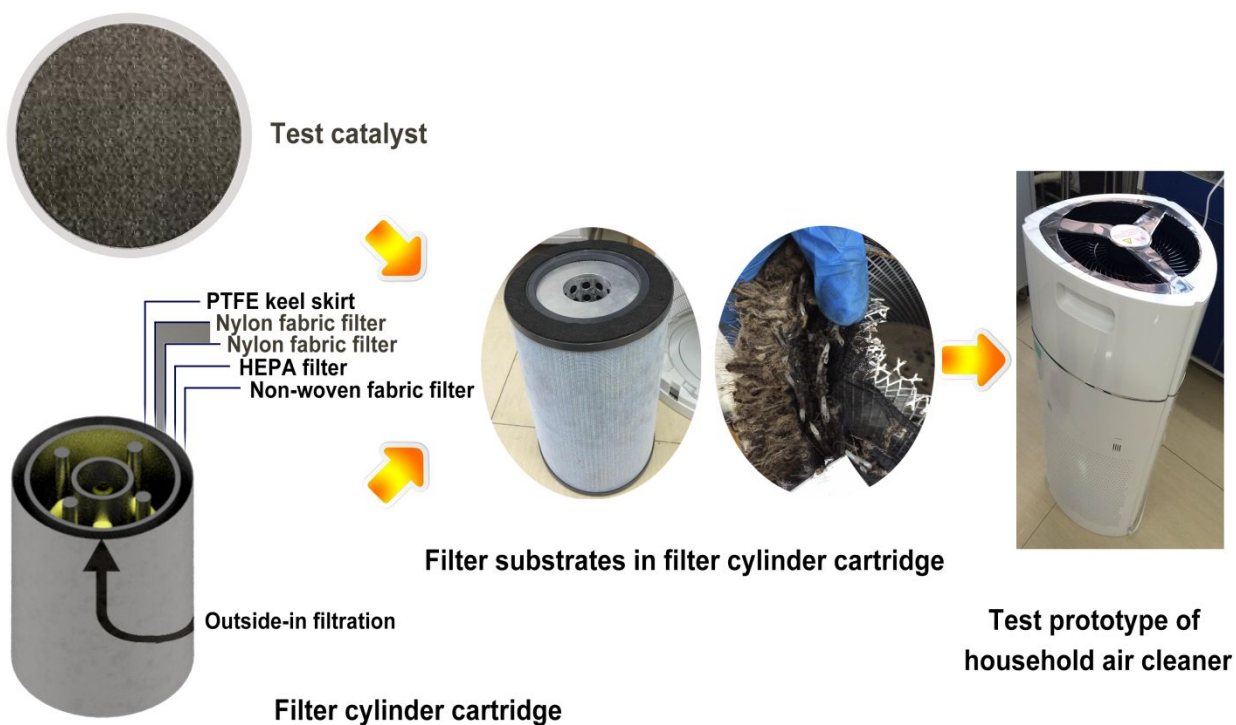 Test catalyst
PTFE keel skirt
Nylon fabric filter
Nylon fabric filter
HEPA filter
Non-woven fabric filter
Outside-in filtration
Filter cylinder cartridge
Filter substrates in filter cylinder cartridge
Test prototype of
household air cleaner